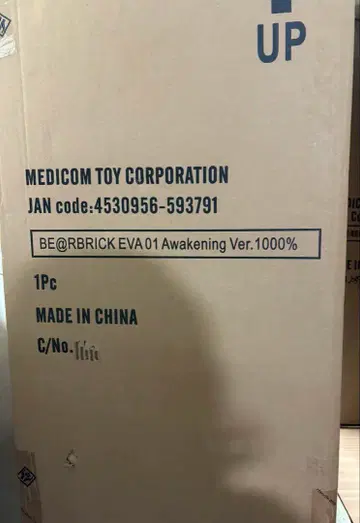 UP
MEDICOM TOY CORPORATION
JAN code:4530956-593791
BE@RBRICK EVA 01 Awakening Ver.1000%
1Pc
MADE IN CHINA
C/No.